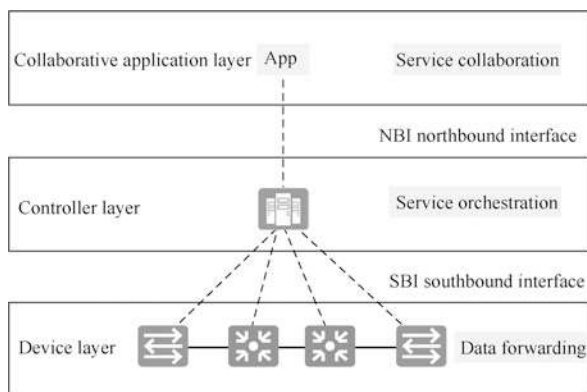 Collaborative application layer App Service collaboration
NBI northbound interface
Controller layer Service orchestration
SBI southbound interface
Device layer Data forwarding